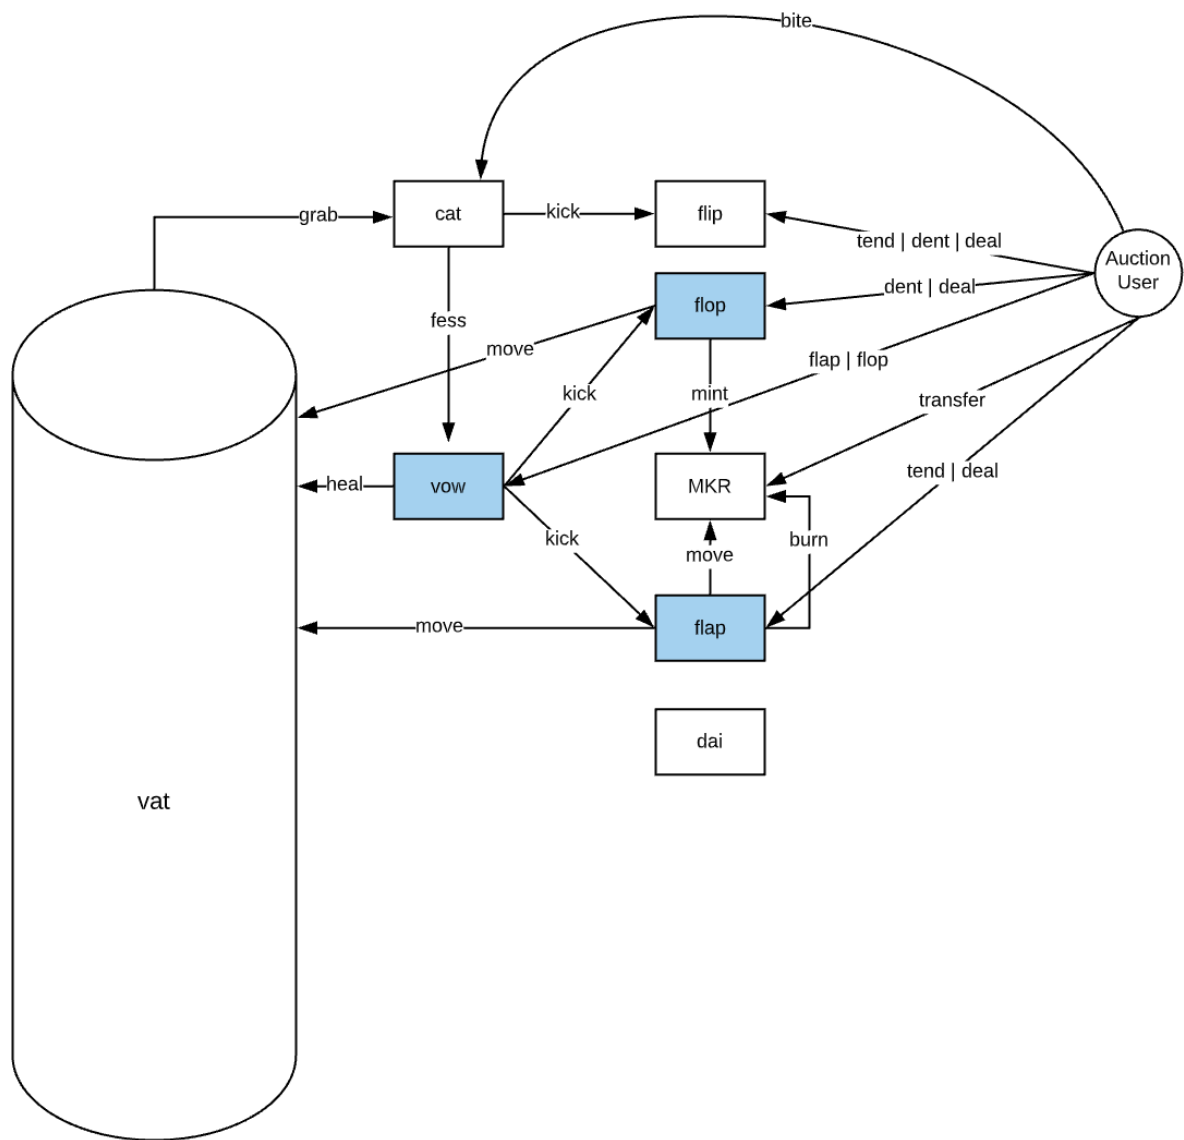 bite
cat
kick
flip
grab
tend | dent | deal
Auction
User
dent | deal
flop
fess
move
flap | flop
kick
mint
transfer
tend | deal
heal
vow
MKR
kick
move
burn
move
flap
dai
vat